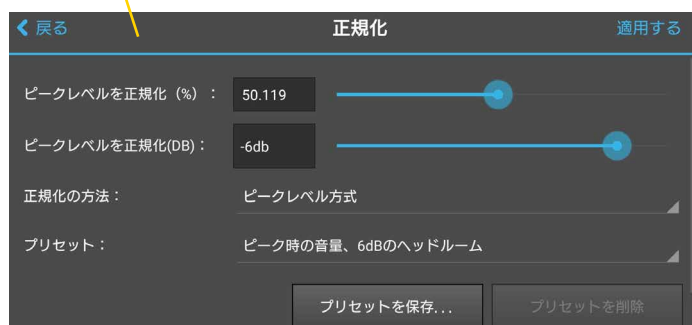 戻る 正規化 適用する
ピークレベルを正規化（%）： 50.119
ピークレベルを正規化(DB)： -6db
正規化の方法： ピークレベル方式
プリセット： ピーク時の音量、6dBのヘッドルーム
プリセットを保存... プリセットを削除